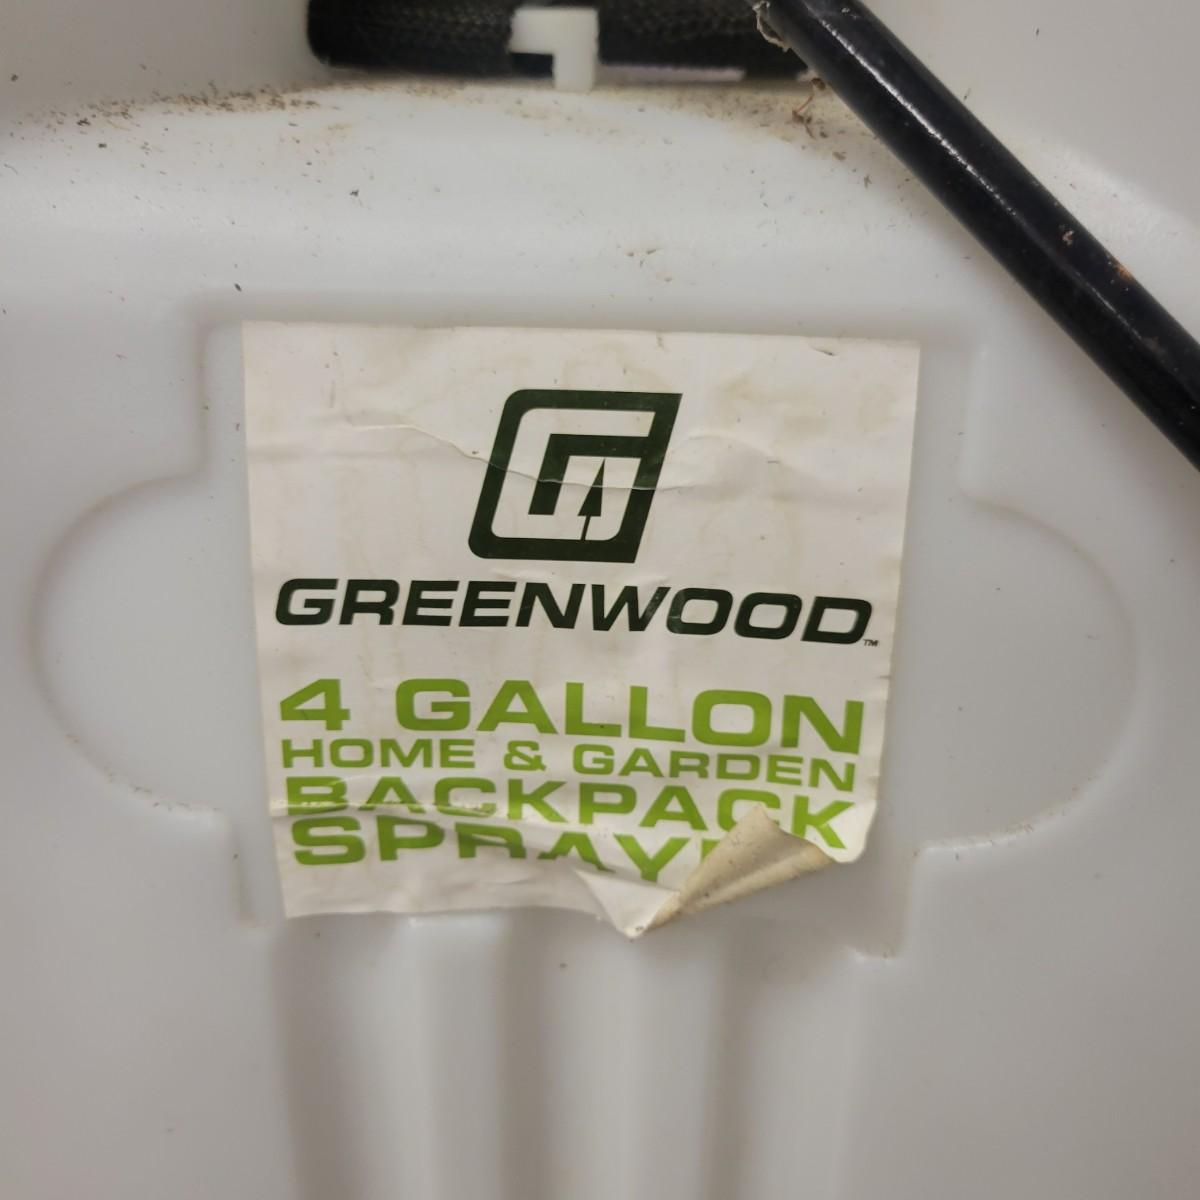 GREENWOOD™
4 GALLON
HOME & GARDEN
BACKPACK
SPRAY